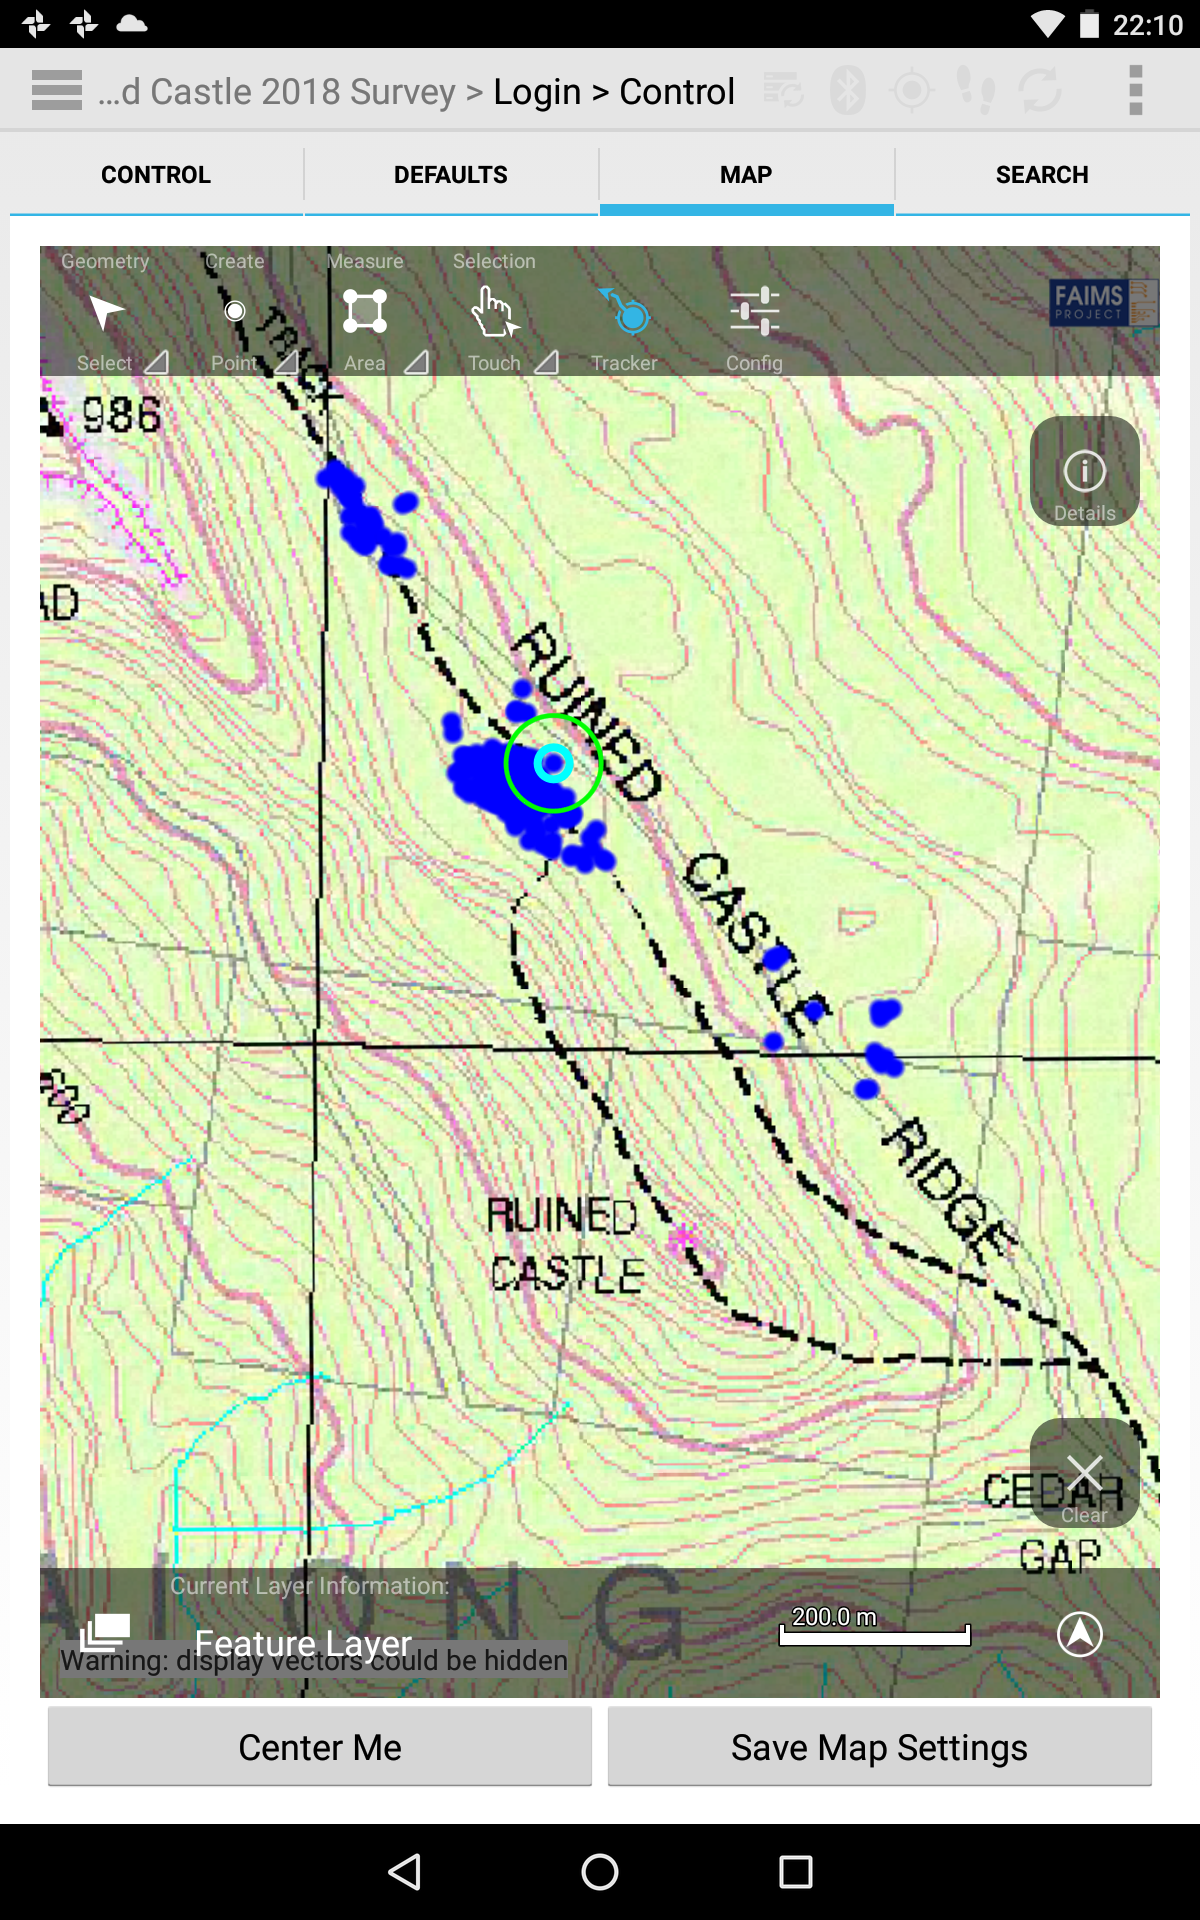 22:10
...d Castle 2018 Survey > Login > Control
CONTROL DEFAULTS MAP SEARCH
Geometry Create Measure Selection
FAIMS
PROJECT
Select Point Area Touch Tracker Config
TRACK
986
Details
RUINED CASTLE RIDGE
RUINED
CASTLE
CEDAR
GAP
Clear
Current Layer Information:
200.0 m
Feature Layer
Warning: display vectors could be hidden
Center Me Save Map Settings